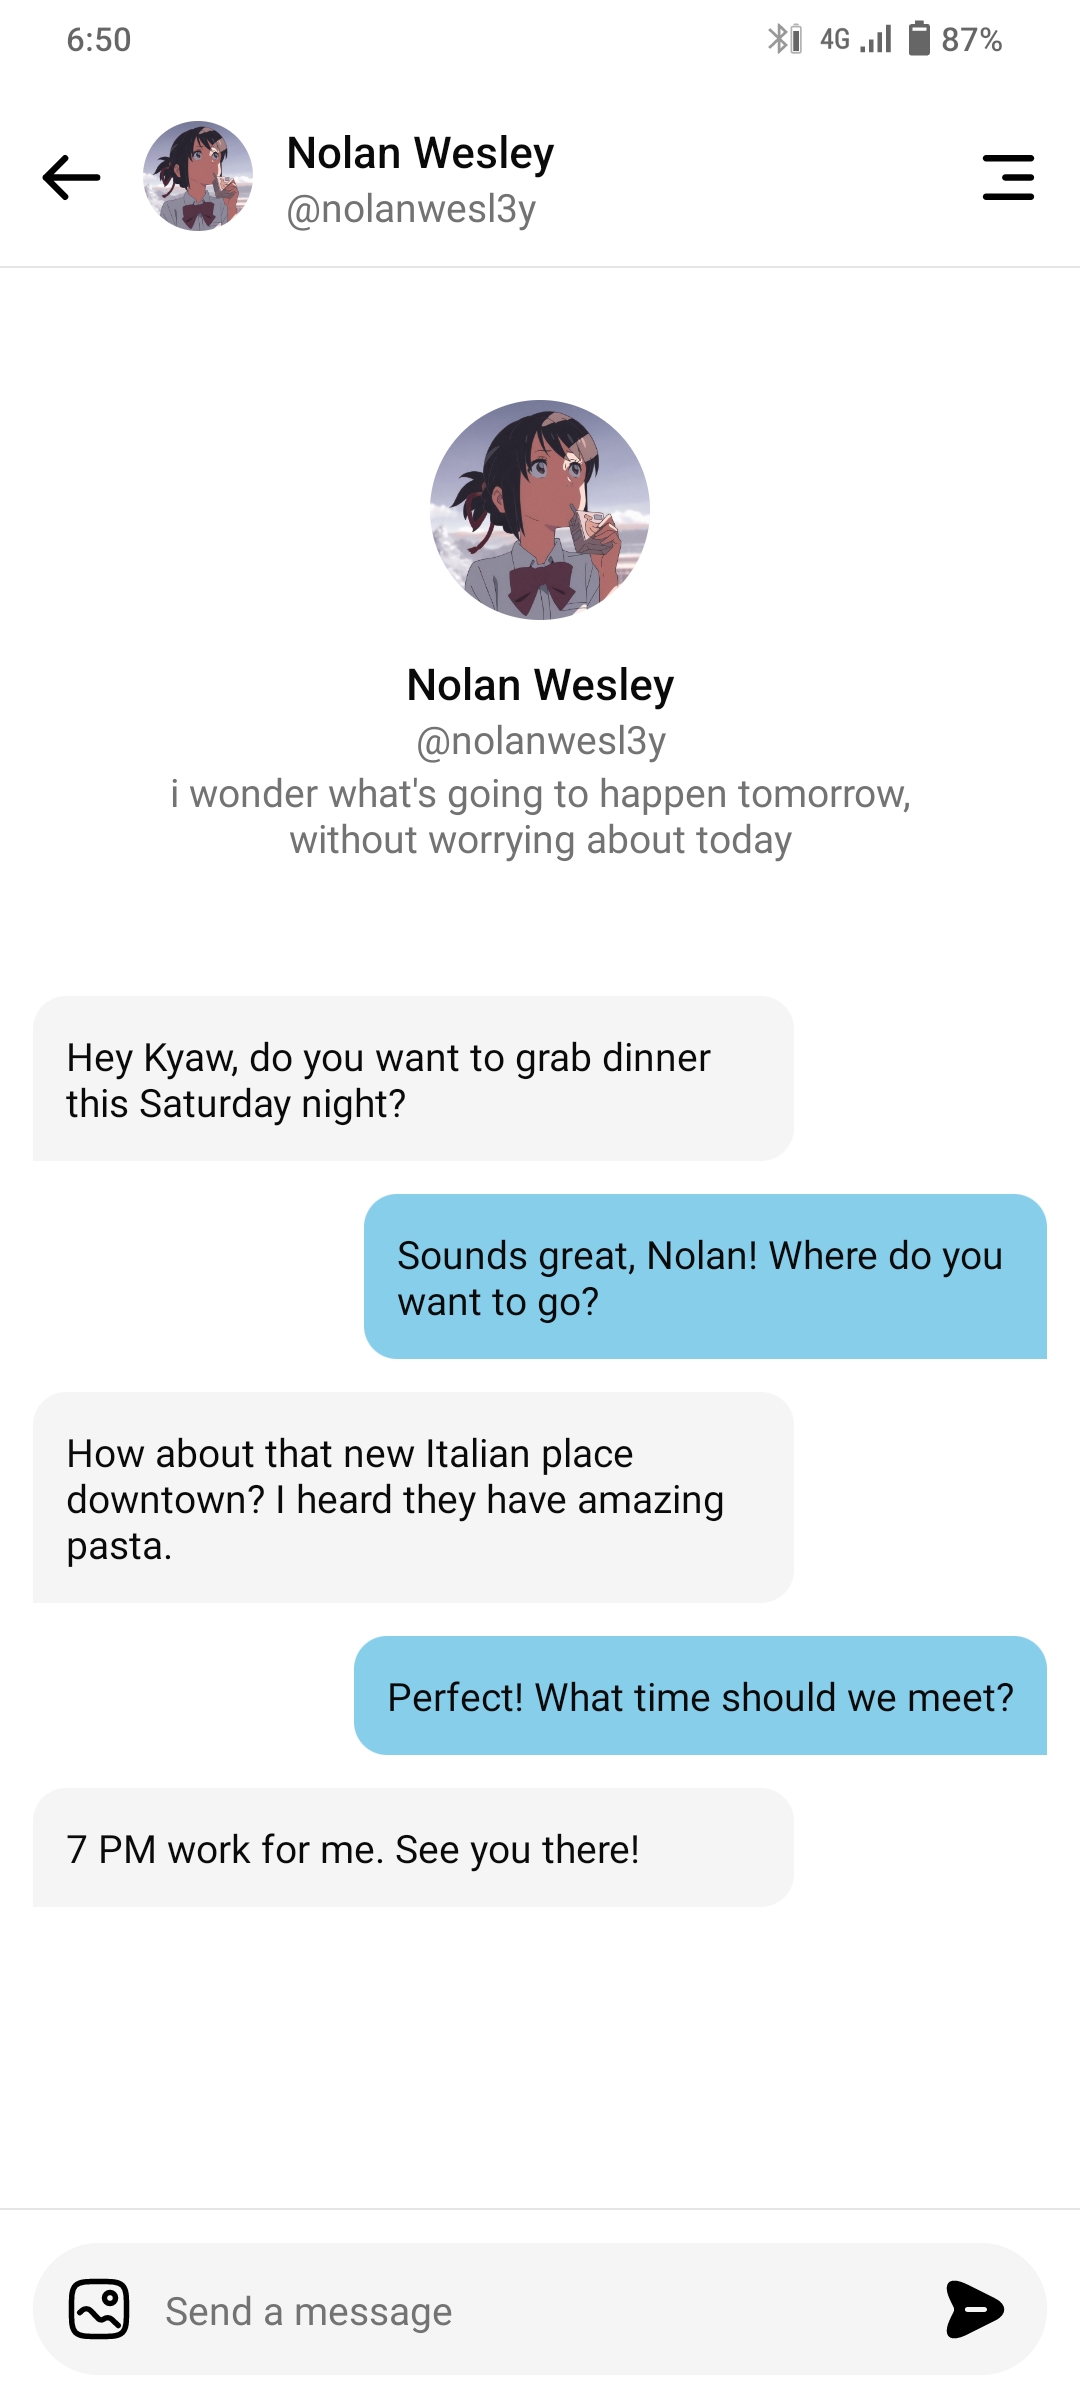 6:50
4G 87%
Nolan Wesley
@nolanwesl3y
Nolan Wesley
@nolanwesl3y
i wonder what's going to happen tomorrow,
without worrying about today
Hey Kyaw, do you want to grab dinner
this Saturday night?
Sounds great, Nolan! Where do you
want to go?
How about that new Italian place
downtown? I heard they have amazing
pasta.
Perfect! What time should we meet?
7 PM work for me. See you there!
Send a message